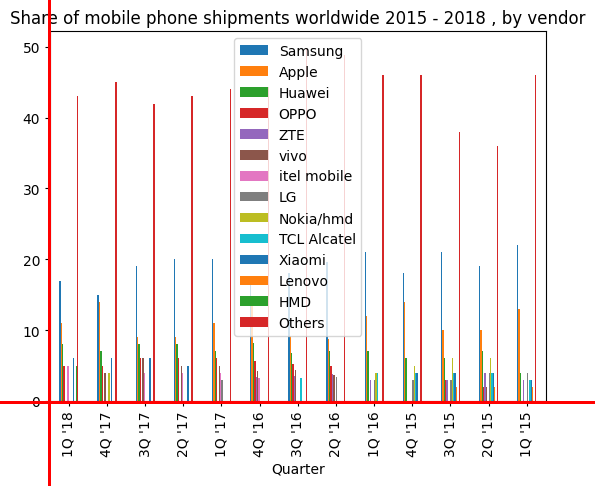 Share of mobile phone shipments worldwide 2015 - 2018 , by vendor
50
40
30
20
10
0
Samsung
Apple
Huawei
OPPO
ZTE
vivo
itel mobile
LG
Nokia/hmd
TCL Alcatel
Xiaomi
Lenovo
HMD
Others
1Q '18
4Q '17
3Q '17
2Q '17
1Q '17
4Q '16
3Q '16
2Q '16
1Q '16
4Q '15
3Q '15
2Q '15
1Q '15
Quarter